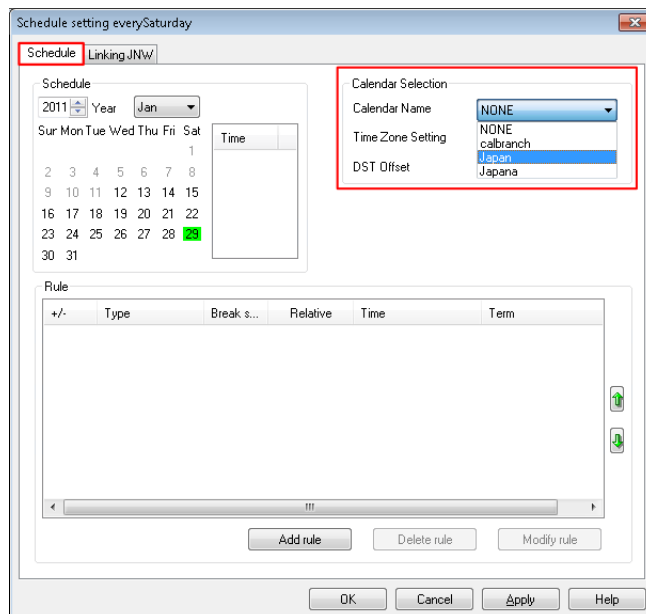 Schedule setting everySaturday
Schedule Linking JNW
Schedule
2011 Year Jan
Sur Mon Tue Wed Thu Fri Sat
1
2 3 4 5 6 7 8
9 10 11 12 13 14 15
16 17 18 19 20 21 22
23 24 25 26 27 28 29
30 31
Time
Calendar Selection
Calendar Name NONE
Time Zone Setting
DST Offset
NONE
calbranch
Japan
Japana
Rule
+/- Type Break s... Relative Time Term
Add rule Delete rule Modify rule
OK Cancel Apply Help